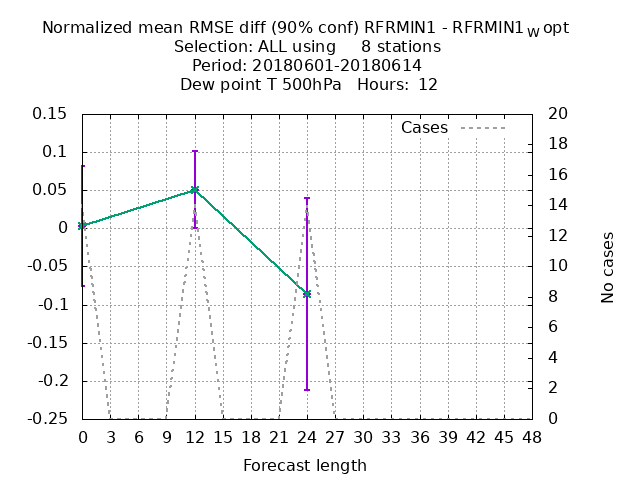 Normalized mean RMSE diff (90% conf) RFRMIN1 - RFRMIN1W opt
Selection: ALL using     8 stations
Period: 20180601-20180614
Dew point T 500hPa   Hours:  12
Cases
0.15
0.1
0.05
0
-0.05
-0.1
-0.15
-0.2
-0.25
20
18
16
14
12
10
8
6
4
2
0
No cases
0 3 6 9 12 15 18 21 24 27 30 33 36 39 42 45 48
Forecast length